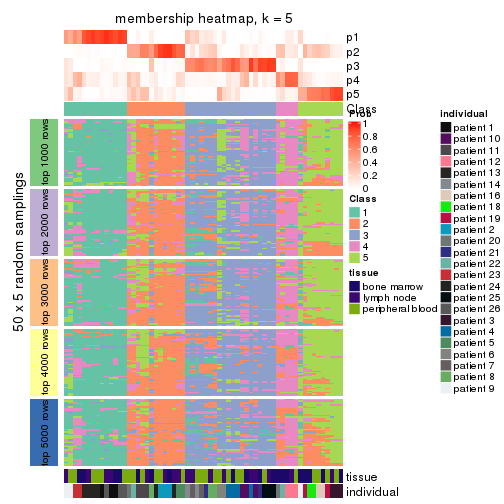 membership heatmap, k = 5
p1
p2
p3
p4
p5
Class
50 x 5 random samplings
top 1000 rows
top 2000 rows
top 3000 rows
top 4000 rows
top 5000 rows
tissue
individual
Prob
1
0.8
0.6
0.4
0.2
0
Class
1
2
3
4
5
tissue
bone marrow
lymph node
peripheral blood
individual
patient 1
patient 10
patient 11
patient 12
patient 13
patient 14
patient 16
patient 18
patient 19
patient 2
patient 20
patient 21
patient 22
patient 23
patient 24
patient 25
patient 26
patient 3
patient 4
patient 5
patient 6
patient 7
patient 8
patient 9